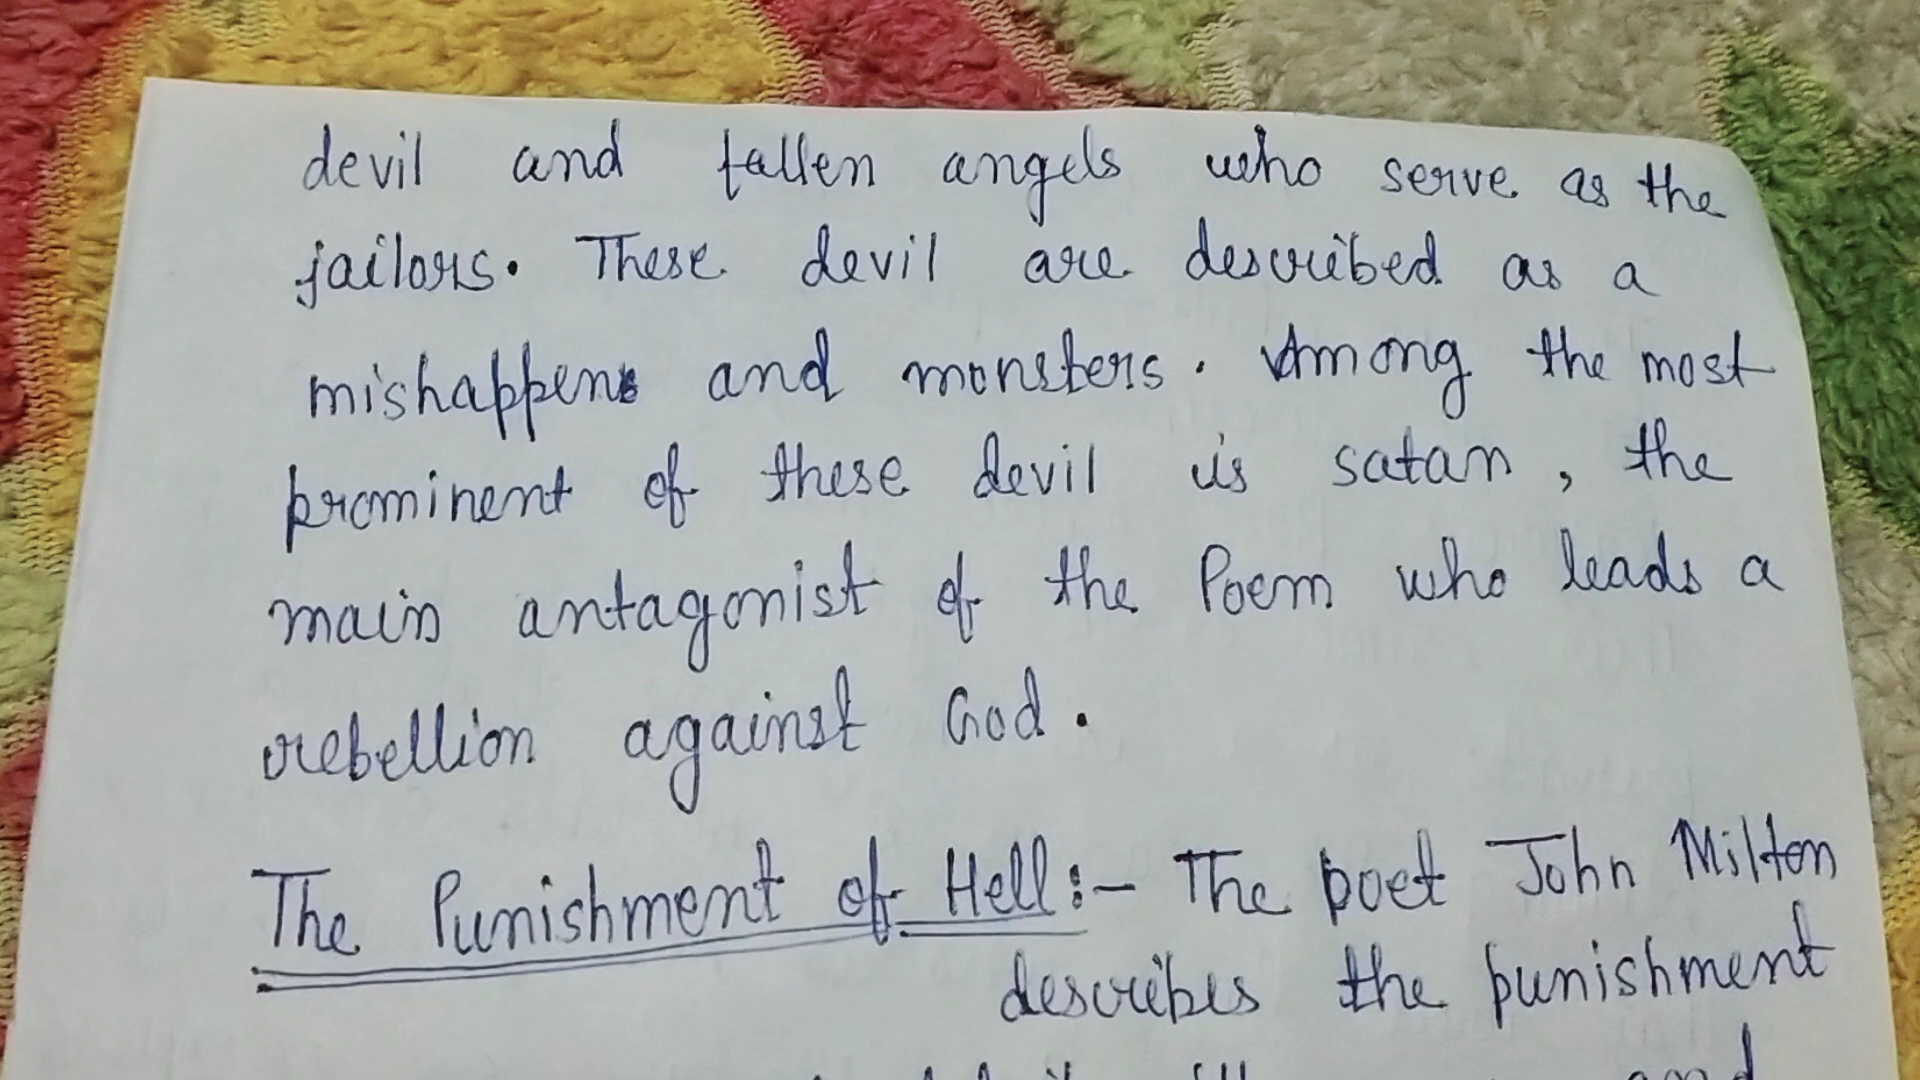 devil and fallen angels who serve as the
jailors. These devil are described as a
mishappens and monsters. Among the most
prominent of these devil is satan, the
main antagonist of the Poem who leads a
rebellion against God.
The Punishment of Hell:- The poet John Milton
describes the punishment
and